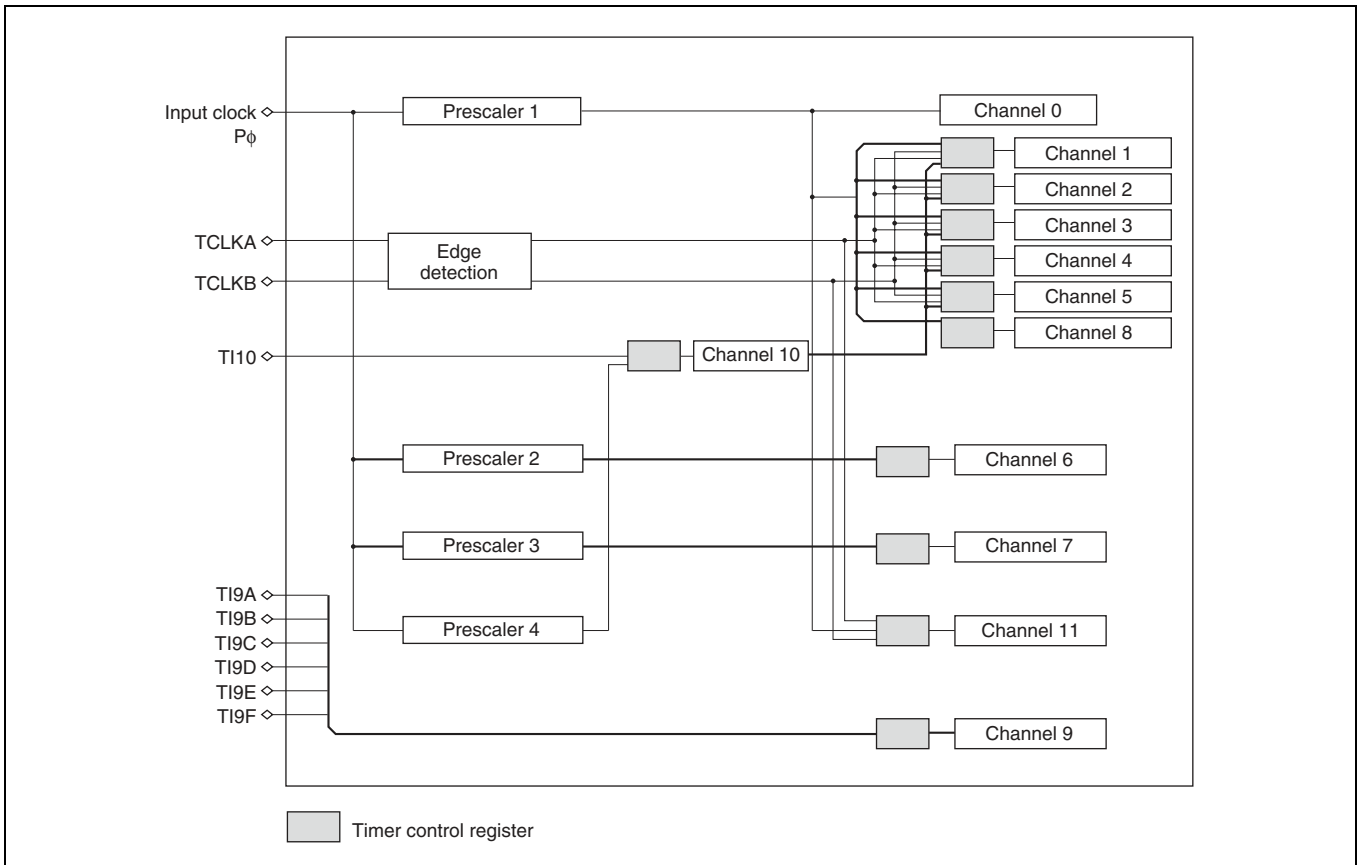 Input clock
Pϕ
Prescaler 1
Channel 0
Channel 1
Channel 2
Channel 3
Channel 4
Channel 5
Channel 8
TCLKA
TCLKB
Edge
detection
TI10
Channel 10
Prescaler 2
Channel 6
Prescaler 3
Channel 7
TI9A
TI9B
TI9C
TI9D
TI9E
TI9F
Prescaler 4
Channel 11
Channel 9
Timer control register